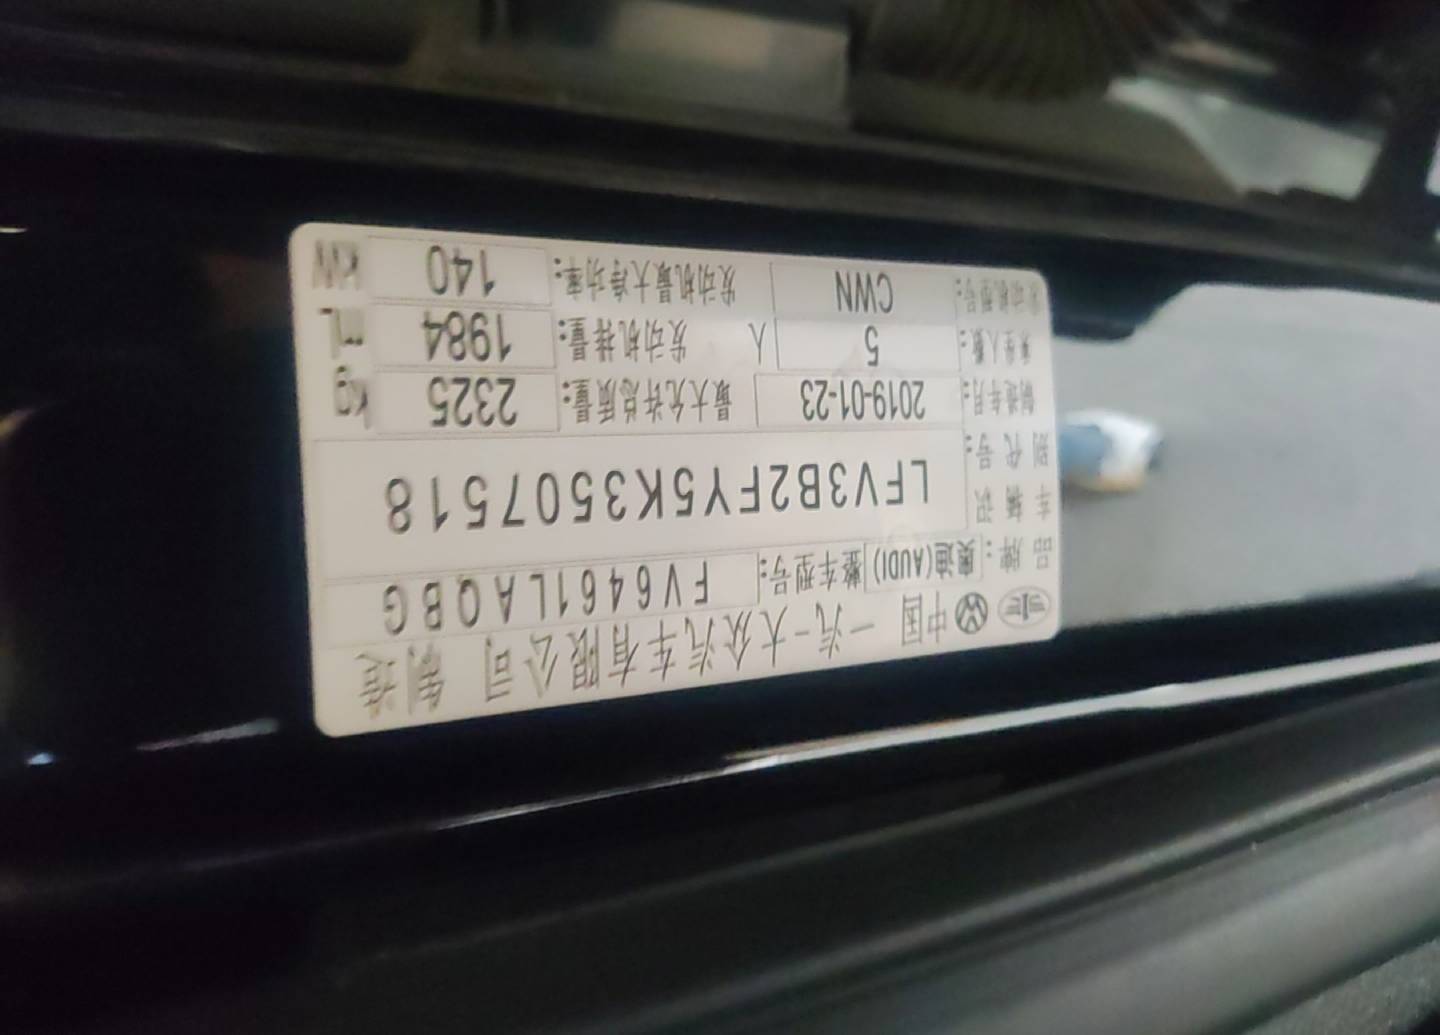 中国 一汽-大众汽车有限公司 制造
品牌: 奥迪(AUDI) 整车型号: FV6461LAQBG
车辆识别代号: LFV3B2FY5K3507518
制造年月: 2019-01-23 最大允许总质量: 2325 kg
乘坐人数: 5 人 发动机排量: 1984 mL
发动机型号: CWN 发动机最大净功率: 140 kW